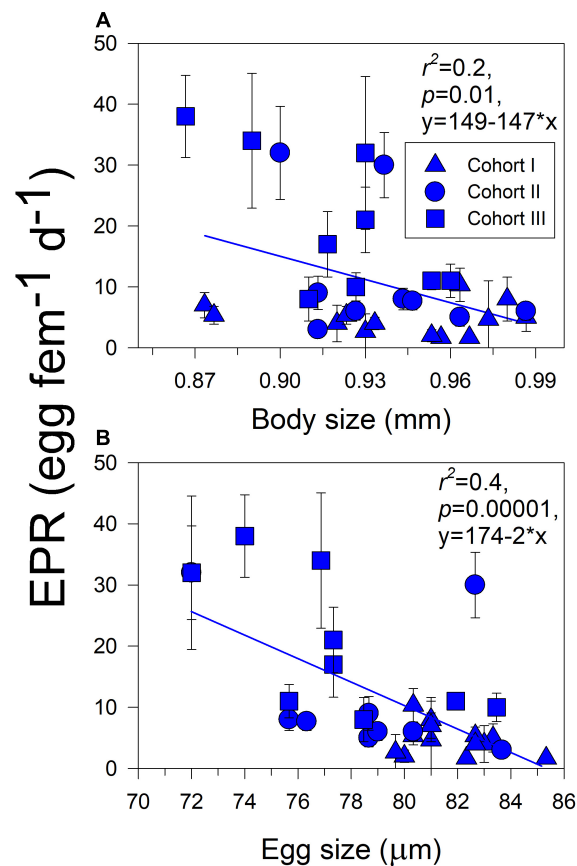 A
50
40
30
20
10
0
r²=0.2,
p=0.01,
y=149-147*x
Cohort I
Cohort II
Cohort III
0.87 0.90 0.93 0.96 0.99
Body size (mm)
EPR (egg fem⁻¹ d⁻¹)
B
50
40
30
20
10
0
r²=0.4,
p=0.00001,
y=174-2*x
70 72 74 76 78 80 82 84 86
Egg size (μm)